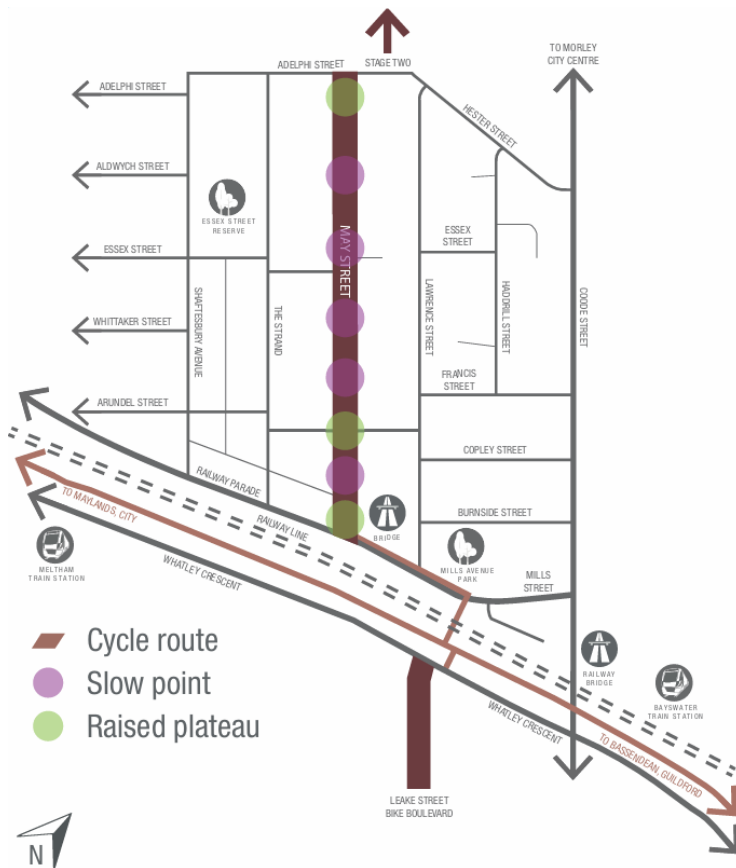 TO MORLEY
CITY CENTRE
ADELPHI STREET
STAGE TWO
ADELPHI STREET
HESTER STREET
ALDWYCH STREET
ESSEX STREET
RESERVE
MAY STREET
ESSEX
STREET
ESSEX STREET
SHAFTESBURY AVENUE
THE STRAND
LAWRENCE STREET
HADDRILL STREET
COODE STREET
WHITTAKER STREET
FRANCIS
STREET
ARUNDEL STREET
COPLEY STREET
RAILWAY PARADE
TO MAYLANDS, CITY
RAILWAY LINE
BRIDGE
BURNSIDE STREET
MELTHAM
TRAIN STATION
WHATLEY CRESCENT
MILLS AVENUE
PARK
MILLS
STREET
Cycle route
Slow point
Raised plateau
RAILWAY
BRIDGE
BAYSWATER
TRAIN STATION
WHATLEY CRESCENT
TO BASSENDEAN, GUILDFORD
LEAKE STREET
BIKE BOULEVARD
N